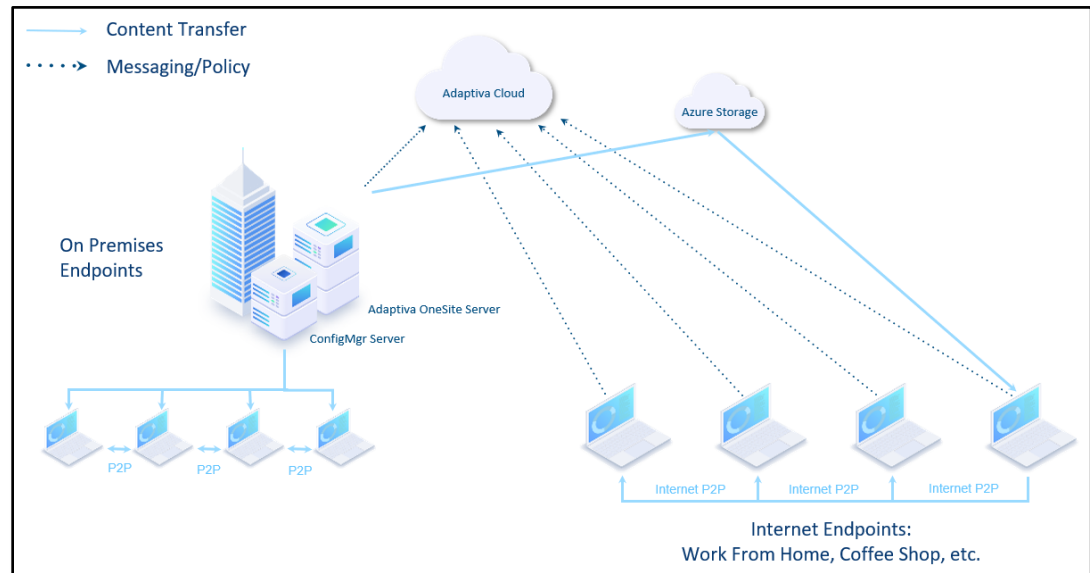 Content Transfer
Messaging/Policy
Adaptiva Cloud
Azure Storage
On Premises
Endpoints
Adaptiva OneSite Server
ConfigMgr Server
P2P
P2P
P2P
Internet P2P
Internet P2P
Internet P2P
Internet Endpoints:
Work From Home, Coffee Shop, etc.